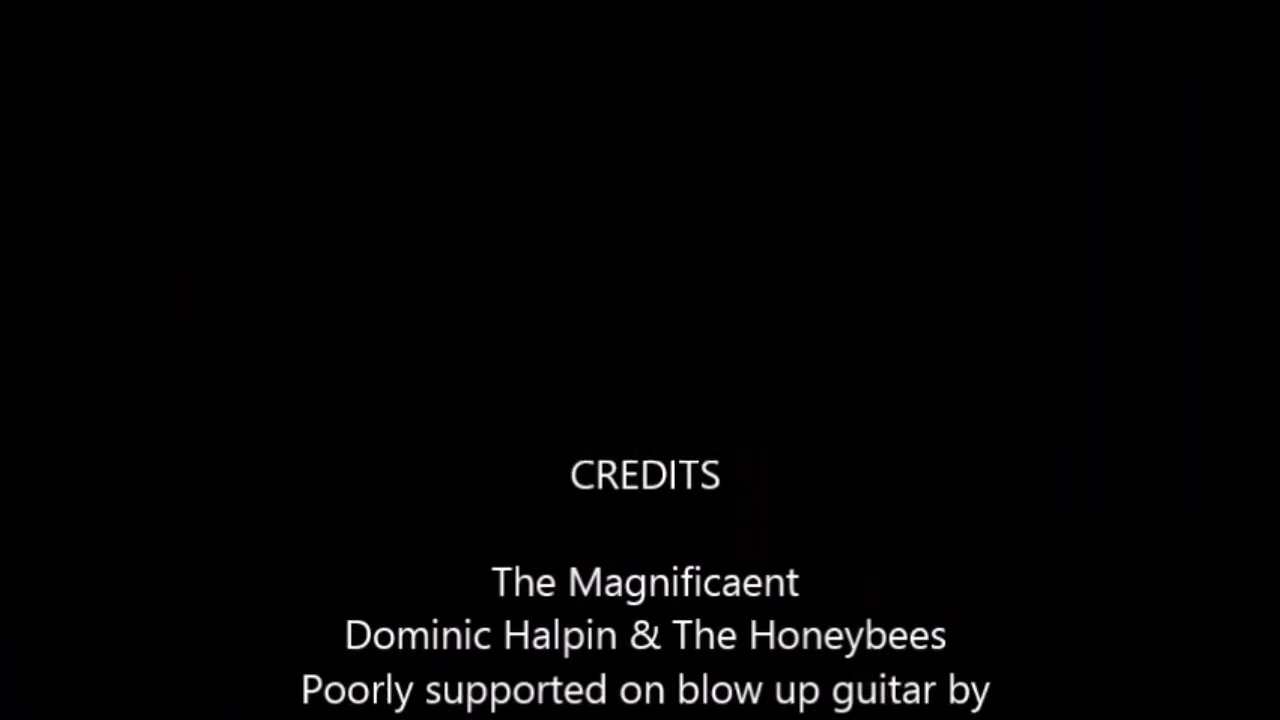 CREDITS
The Magnificaent
Dominic Halpin & The Honeybees
Poorly supported on blow up guitar by